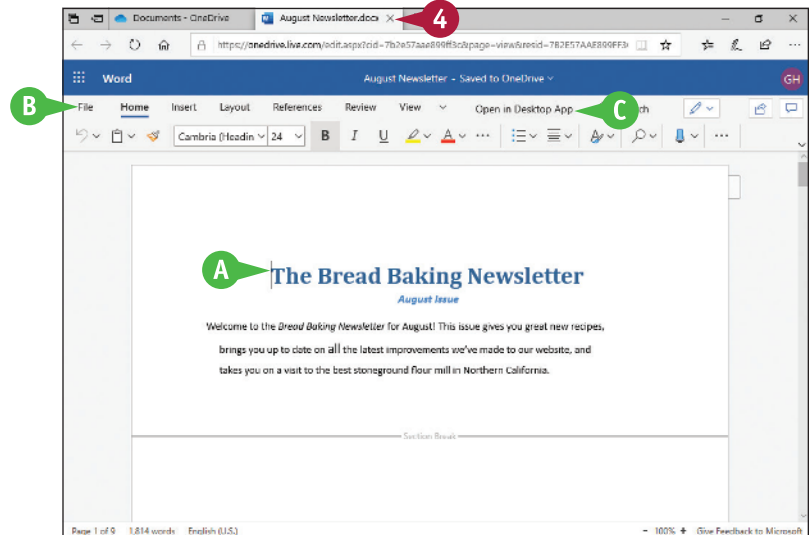 Documents - OneDrive
August Newsletter.docx
4
https://onedrive.live.com/edit.aspx?cid=7b2e57aae899ff3c&page=view&resid=7B2E57AAE899FF3
Word
August Newsletter - Saved to OneDrive
GH
B
File Home Insert Layout References Review View Open in Desktop App C ch
Cambria (Headin 24 B I U A
A
The Bread Baking Newsletter
August Issue
Welcome to the Bread Baking Newsletter for August! This issue gives you great new recipes,
brings you up to date on all the latest improvements we've made to our website, and
takes you on a visit to the best stoneground flour mill in Northern California.
Section Break
Page 1 of 9 1,814 words English (U.S.) - 100% + Give Feedback to Microsoft